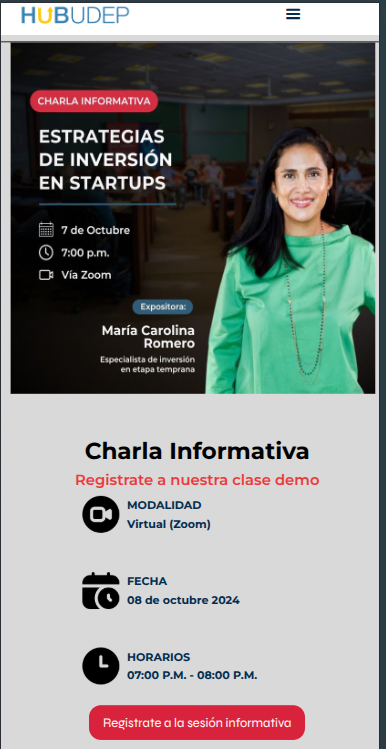 HUBUDEP
CHARLA INFORMATIVA
ESTRATEGIAS
DE INVERSIÓN
EN STARTUPS
7 de Octubre
7:00 p.m.
Vía Zoom
Expositora:
María Carolina
Romero
Especialista de inversión
en etapa temprana
Charla Informativa
Registrate a nuestra clase demo
MODALIDAD
Virtual (Zoom)
FECHA
08 de octubre 2024
HORARIOS
07:00 P.M. - 08:00 P.M.
Registrate a la sesión informativa